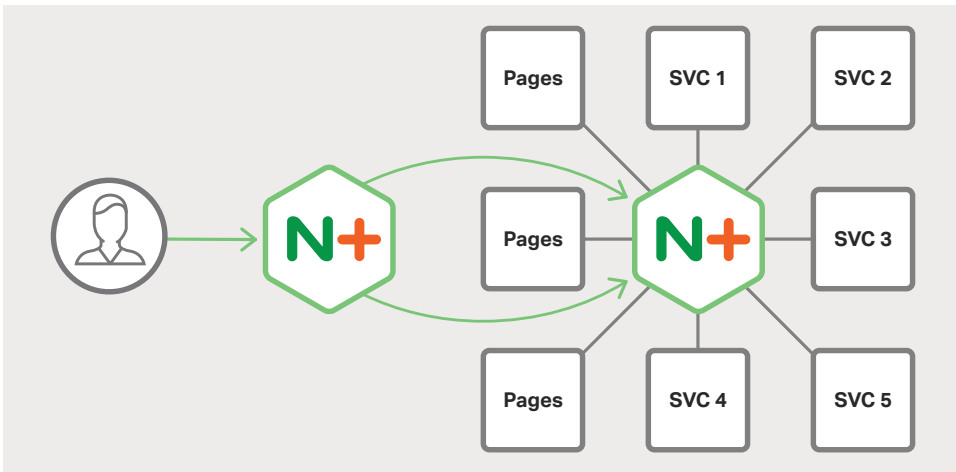 Pages
SVC 1
SVC 2
N+
N+
Pages
SVC 3
Pages
SVC 4
SVC 5